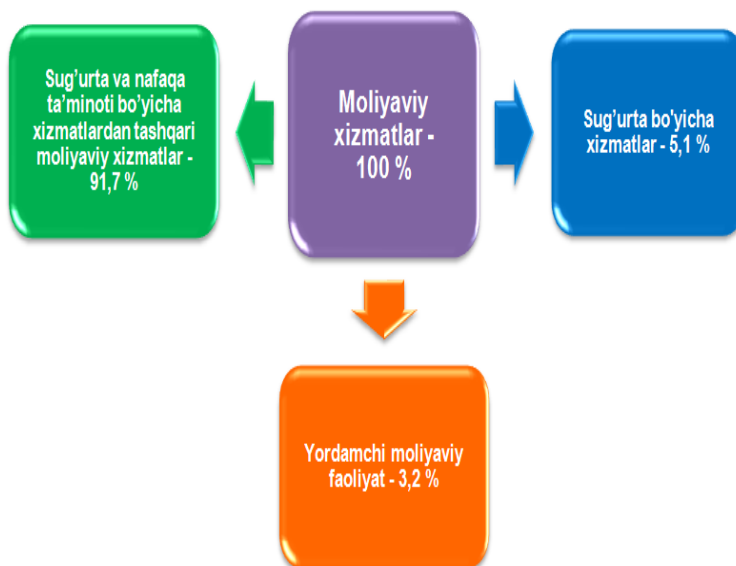 Sug’urta va nafaqa
ta’minoti bo’yicha
xizmatlardan tashqari
moliyaviy xizmatlar -
91,7 %
Moliyaviy
xizmatlar -
100 %
Sug’urta bo'yicha
xizmatlar - 5,1 %
Yordamchi moliyaviy
faoliyat - 3,2 %